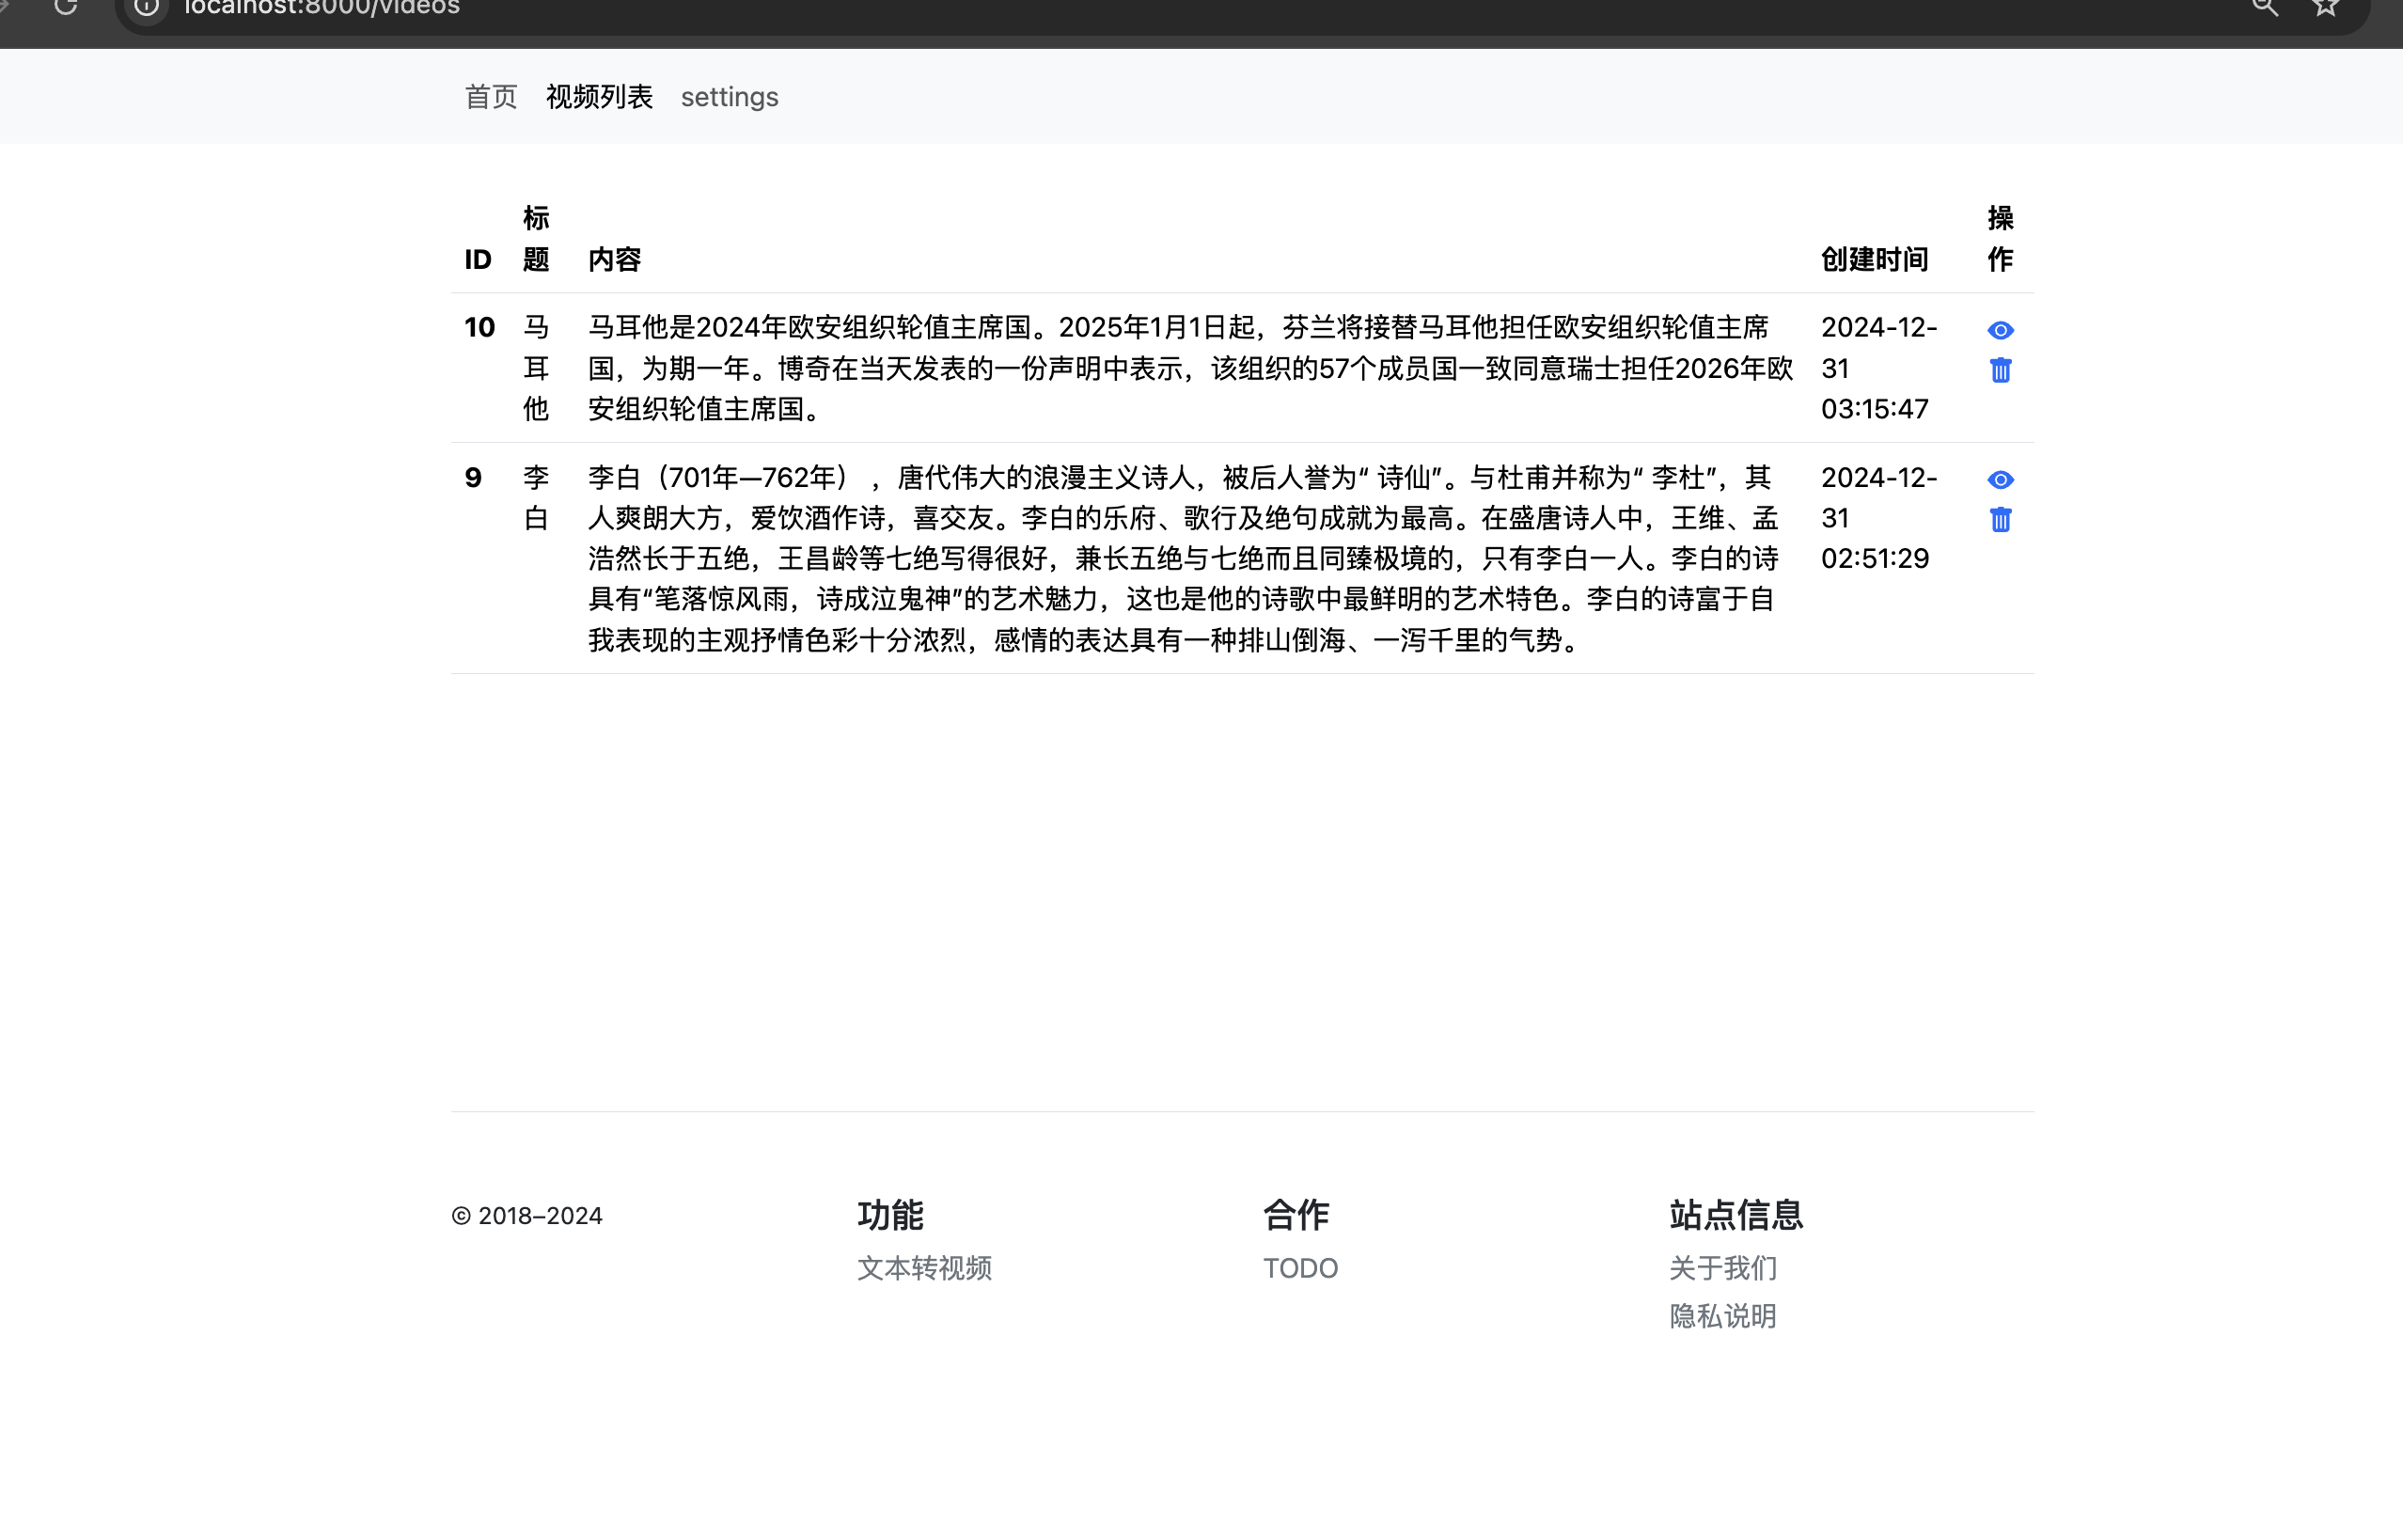 localhost:8000/videos
首页 视频列表 settings
ID 标题 内容 创建时间 操作
10 马耳他 马耳他是2024年欧安组织轮值主席国。2025年1月1日起，芬兰将接替马耳他担任欧安组织轮值主席
国，为期一年。博奇在当天发表的一份声明中表示，该组织的57个成员国一致同意瑞士担任2026年欧
安组织轮值主席国。
2024-12-
31
03:15:47
9 李白 李白（701年—762年） ，唐代伟大的浪漫主义诗人，被后人誉为“ 诗仙”。与杜甫并称为“ 李杜”，其
人爽朗大方，爱饮酒作诗，喜交友。李白的乐府、歌行及绝句成就为最高。在盛唐诗人中，王维、孟
浩然长于五绝，王昌龄等七绝写得很好，兼长五绝与七绝而且同臻极境的，只有李白一人。李白的诗
具有“笔落惊风雨，诗成泣鬼神”的艺术魅力，这也是他的诗歌中最鲜明的艺术特色。李白的诗富于自
我表现的主观抒情色彩十分浓烈，感情的表达具有一种排山倒海、一泻千里的气势。
2024-12-
31
02:51:29
© 2018–2024
功能
文本转视频
合作
TODO
站点信息
关于我们
隐私说明